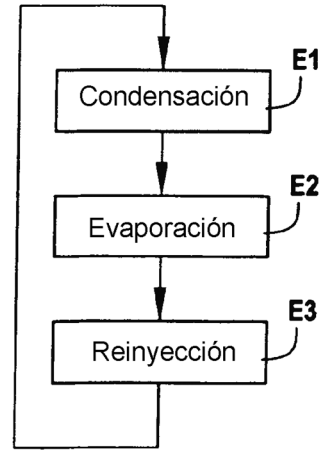 E1
Condensación
E2
Evaporación
E3
Reinyección